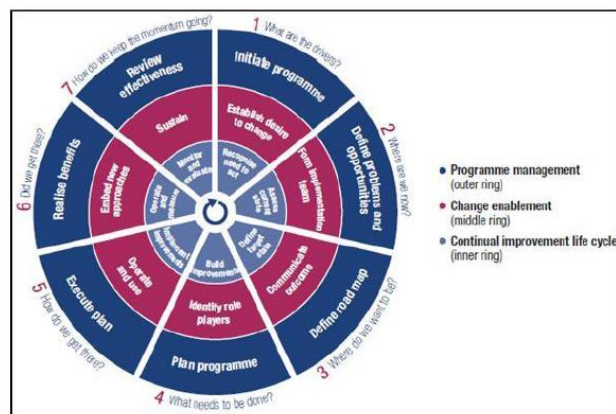 1 What are the drivers?
Initiate programme
Establish desire
to change
Recognise
need to
act
2 Where are we now?
Define problems and
opportunities
Form implementation
team
Assess
current
state
3 Where do we want to be?
Define road map
Communicate
outcome
Define
target
state
4 What needs to be done?
Plan programme
Identify role
players
Build
improvements
5 How do we get there?
Execute plan
Operate
and use
Implement
improvements
6 Did we get there?
Realise benefits
Embed new
approaches
Operate
and
measure
7 How do we keep the momentum going?
Review
effectiveness
Sustain
Monitor
and
evaluate
Programme management
(outer ring)
Change enablement
(middle ring)
Continual improvement life cycle
(inner ring)